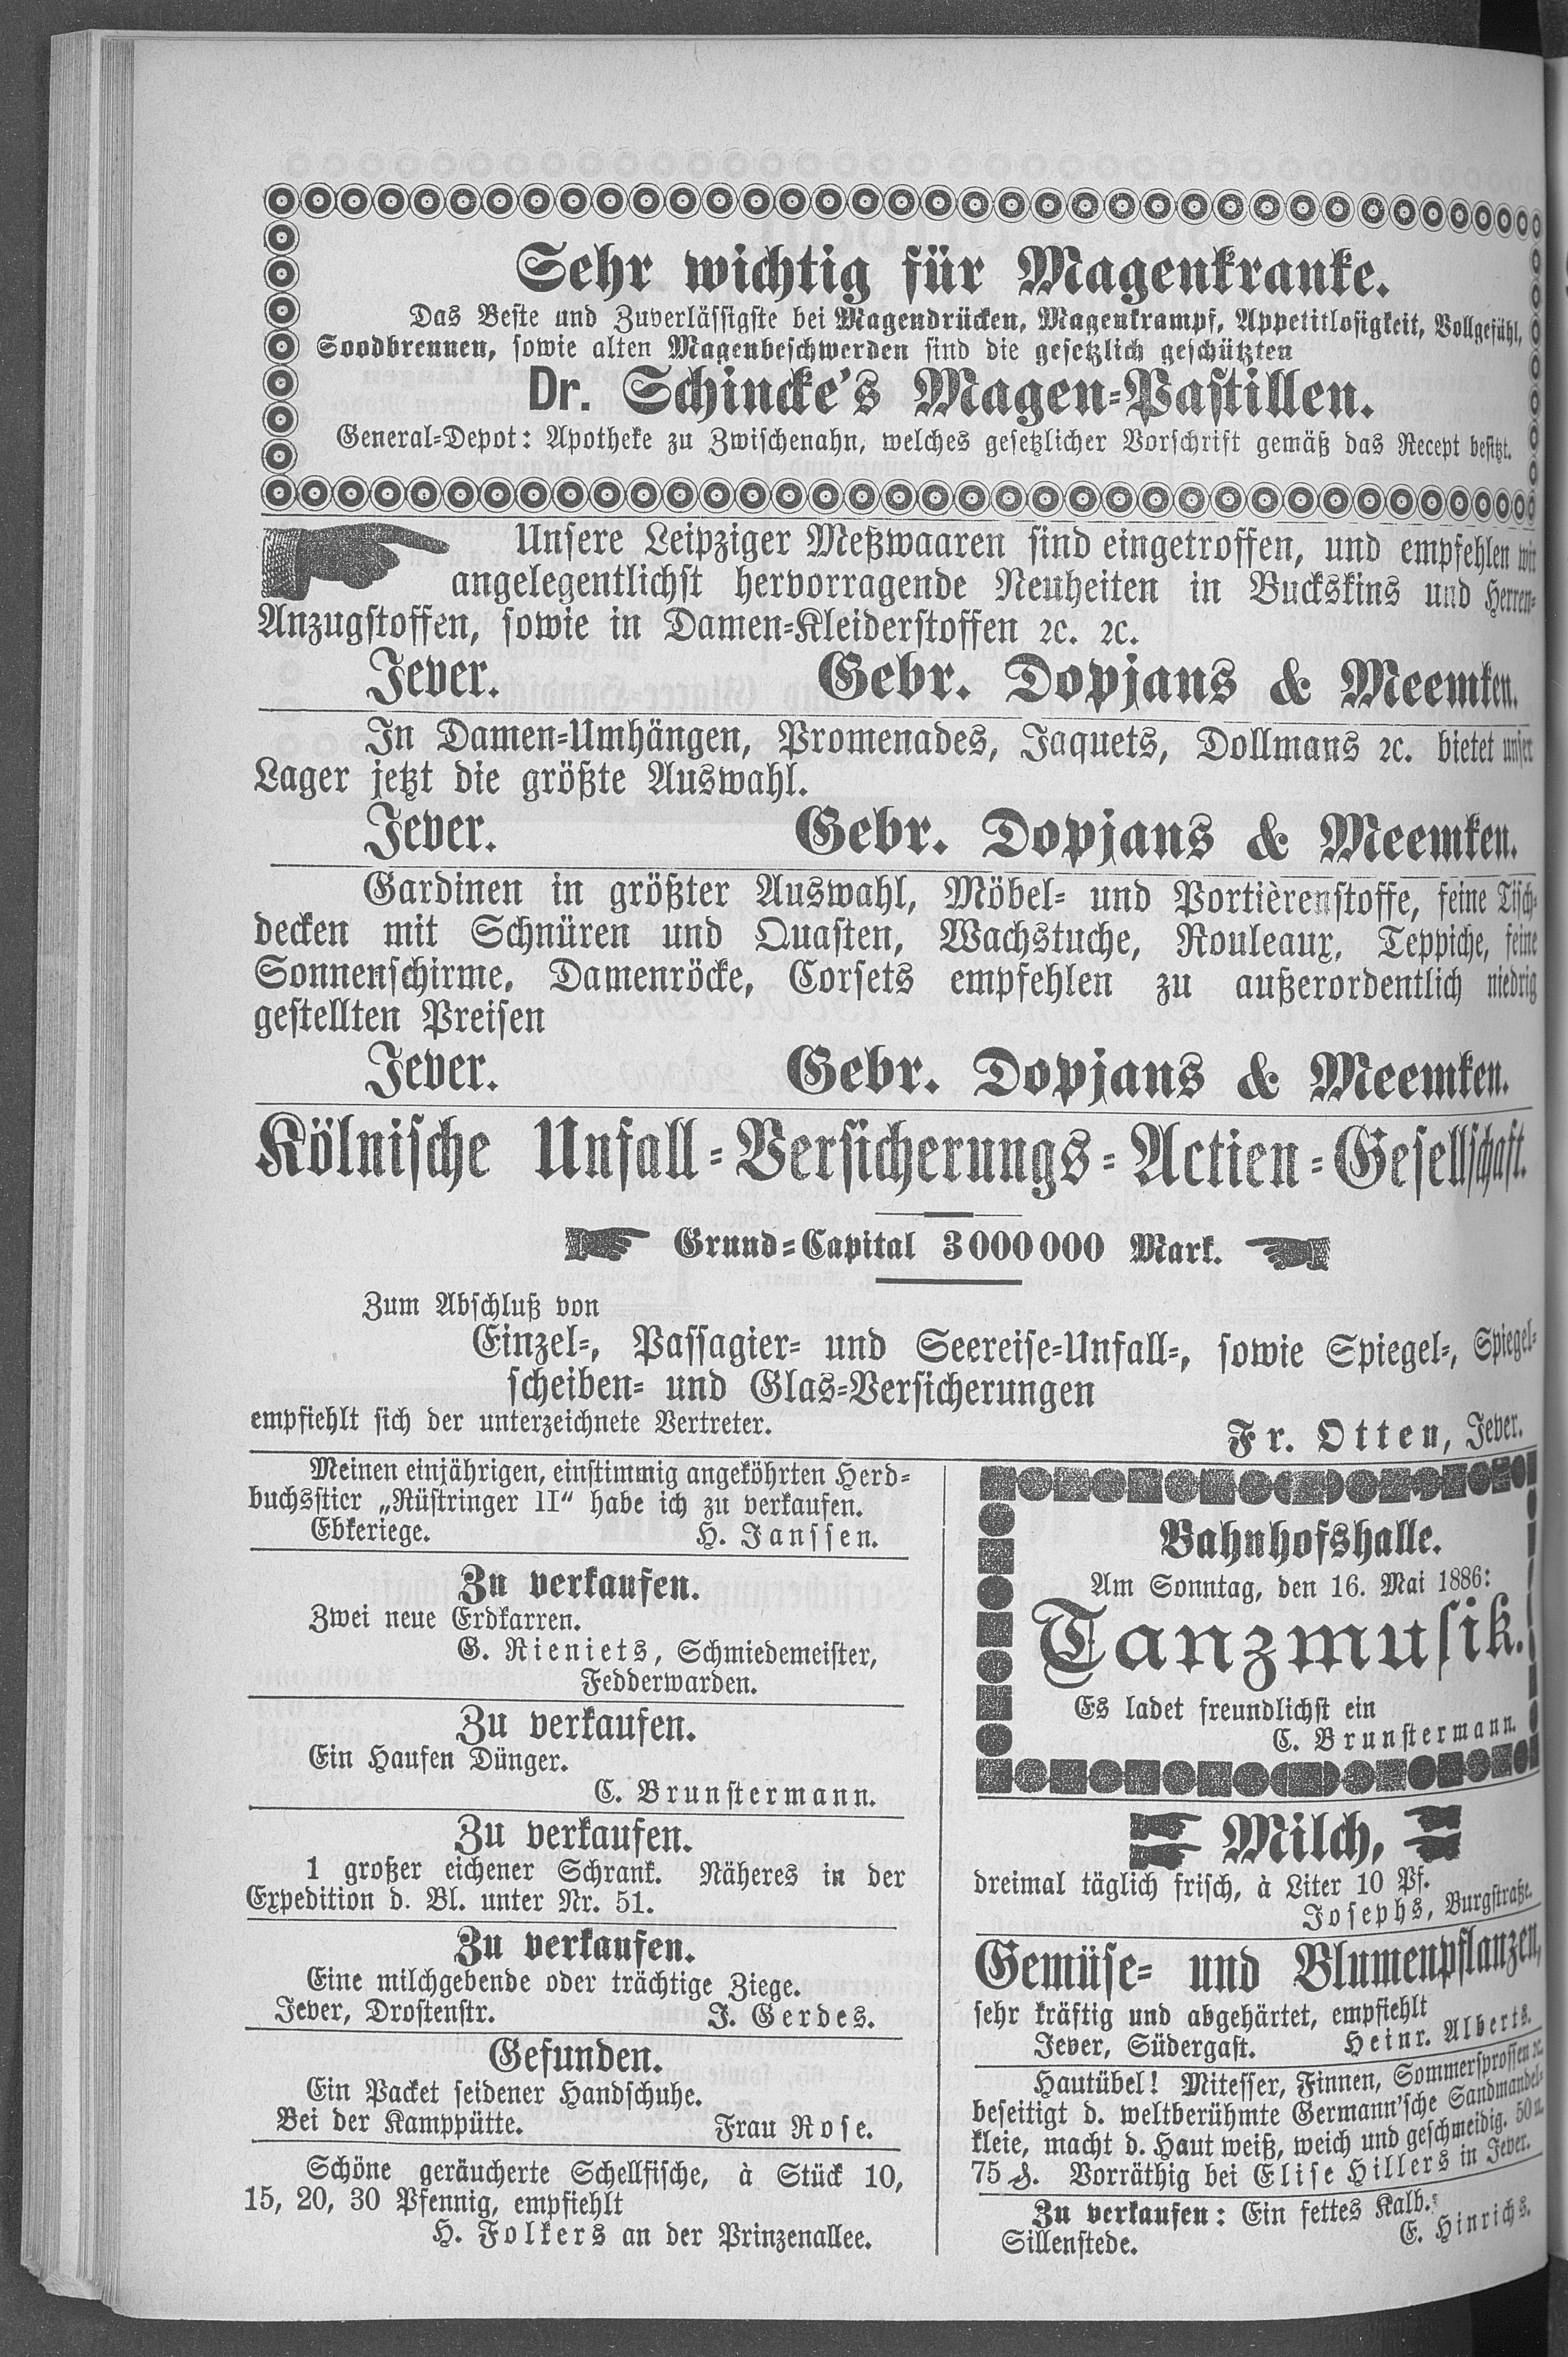 Sehr wichtig für Magenkranke.
Das Beste und Zuverlässigste bei Magendrücken, Magenkrampf, Appetitlosigkeit, Vollgefühl,
Soodbrennen, sowie alten Magenbeschwerden sind die gesetzlich geschützten
Dr. Schincke's Magen-Pastillen.
General-Depot: Apotheke zu Zwischenahn, welches gesetzlicher Vorschrift gemäß das Recept besitzt.
Unsere Leipziger Meßwaaren sind eingetroffen, und empfehlen wir
angelegentlichst hervorragende Neuheiten in Buckskins und Herren-
Anzugstoffen, sowie in Damen-Kleiderstoffen ꝛc. ꝛc.
Jever. Gebr. Dopjans & Meemken.
In Damen-Umhängen, Promenades, Jaquets, Dollmans ꝛc. bietet unser
Lager jetzt die größte Auswahl.
Jever. Gebr. Dopjans & Meemken.
Gardinen in größter Auswahl, Möbel- und Portièrenstoffe, feine Tisch-
decken mit Schnüren und Quasten, Wachstuche, Rouleaux, Teppiche, feine
Sonnenschirme, Damenröcke, Corsets empfehlen zu außerordentlich niedrig
gestellten Preisen
Jever. Gebr. Dopjans & Meemken.
Kölnische Unfall-Versicherungs-Actien-Gesellschaft.
Grund-Capital 3000000 Mark.
Zum Abschluß von
Einzel-, Passagier- und Seereise-Unfall-, sowie Spiegel-, Spiegel-
scheiben- und Glas-Versicherungen
empfiehlt sich der unterzeichnete Vertreter.
Fr. Otten, Jever.
Meinen einjährigen, einstimmig angeköhrten Herd-
buchsstier „Rüstringer II“ habe ich zu verkaufen.
Ebkeriege. H. Janssen.
Zu verkaufen.
Zwei neue Erdkarren.
G. Rieniets, Schmiedemeister,
Fedderwarden.
Zu verkaufen.
Ein Haufen Dünger.
C. Brunstermann.
Zu verkaufen.
1 großer eichener Schrank. Näheres in der
Expedition d. Bl. unter Nr. 51.
Zu verkaufen.
Eine milchgebende oder trächtige Ziege.
Jever, Drostenstr. J. Gerdes.
Gefunden.
Ein Packet seidener Handschuhe.
Bei der Kamppütte. Frau Rose.
Schöne geräucherte Schellfische, à Stück 10,
15, 20, 30 Pfennig, empfiehlt
H. Folkers an der Prinzenallee.
Bahnhofshalle.
Am Sonntag, den 16. Mai 1886:
Tanzmusik.
Es ladet freundlichst ein
C. Brunstermann.
Milch,
dreimal täglich frisch, à Liter 10 Pf.
Josephs, Burgstraße.
Gemüse- und Blumenpflanzen,
sehr kräftig und abgehärtet, empfiehlt
Jever, Südergast. Heinr. Alberts.
Hautübel! Mitesser, Finnen, Sommersprossen ꝛc.
beseitigt d. weltberühmte Germann'sche Sandmandel-
kleie, macht d. Haut weiß, weich und geschmeidig. 50 u.
75 ₰. Vorräthig bei Elise Hillers in Jever.
Zu verkaufen: Ein fettes Kalb.
Sillenstede. E. Hinrichs.